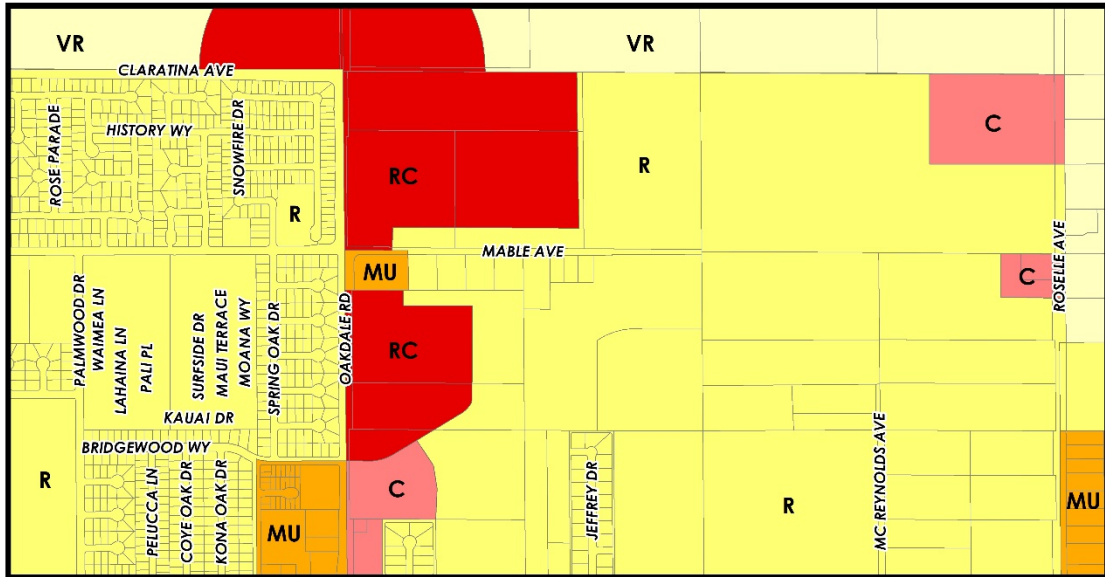 VR
VR
CLARATINA AVE
C
ROSE PARADE
HISTORY WY
SNOWFIRE DR
RC
R
R
MABLE AVE
MU
C
ROSELLE AVE
PALMWOOD DR
WAIMEA LN
LAHAINA LN
PALI PL
SURFSIDE DR
MAUI TERRACE
MOANA WY
SPRING OAK DR
OAKDALE RD
RC
KAUAI DR
BRIDGEWOOD WY
R
PELUCCA LN
COYE OAK DR
KONA OAK DR
MU
C
JEFFREY DR
R
MC REYNOLDS AVE
MU